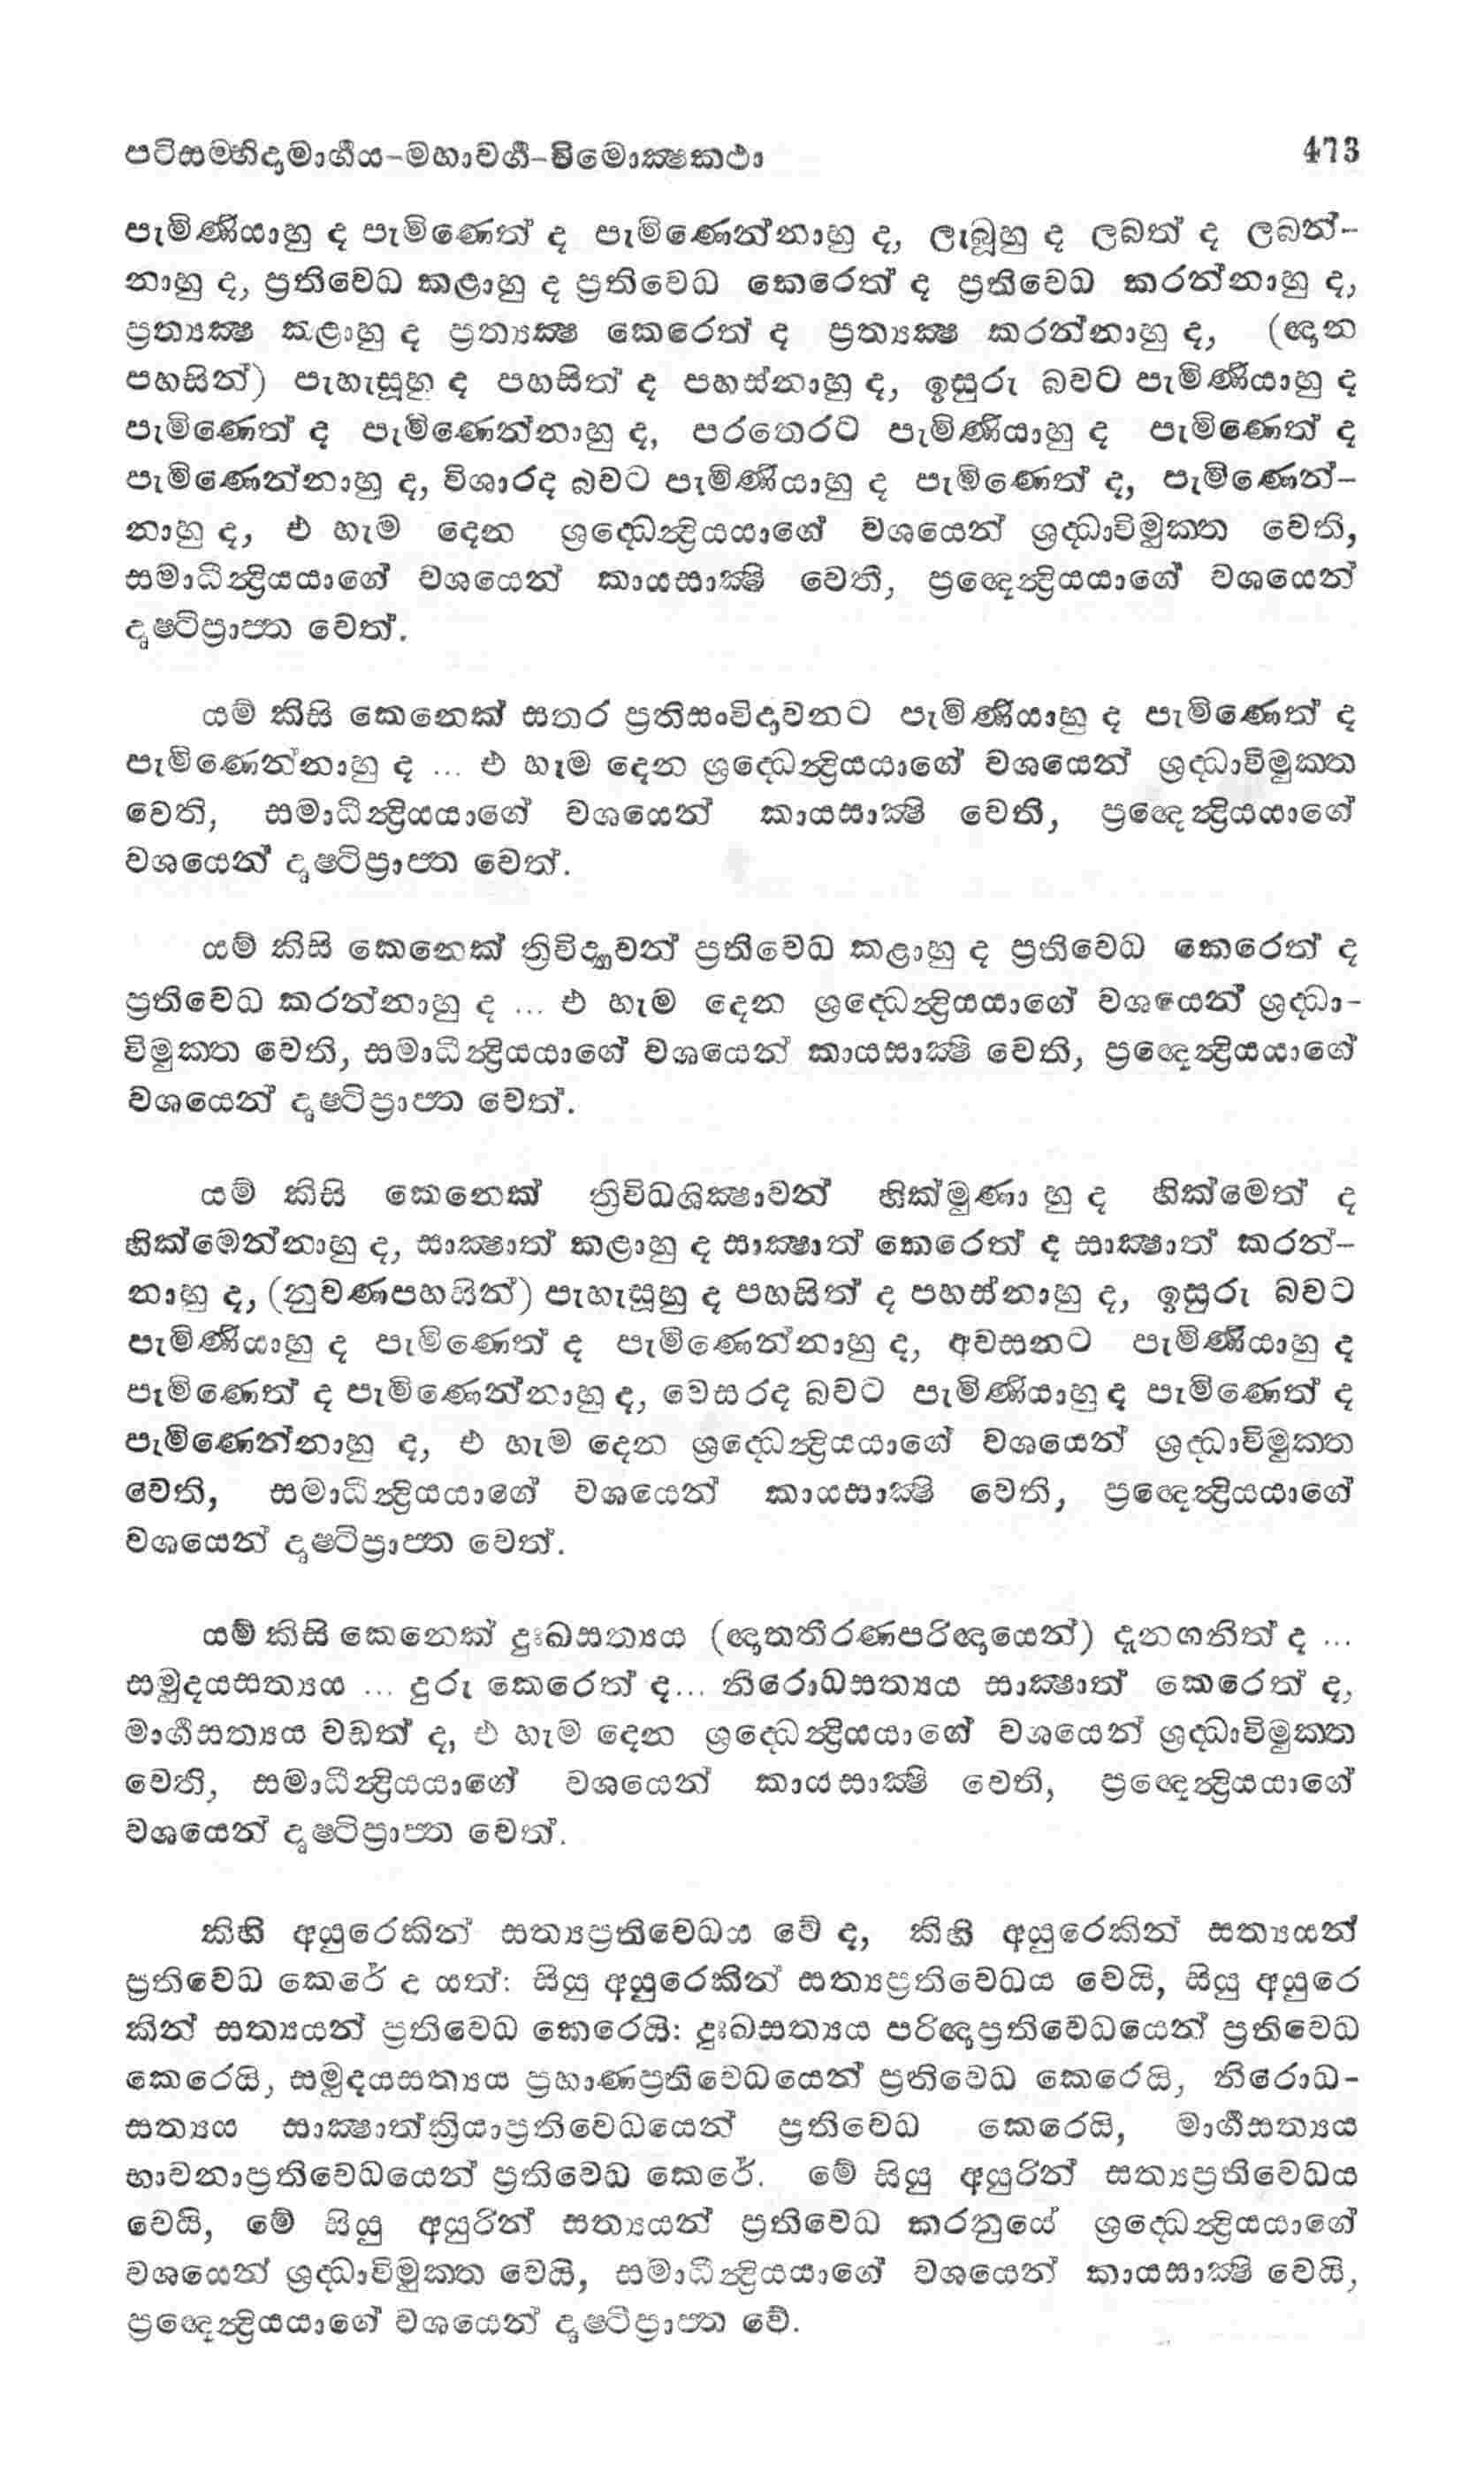 පටිසම්භිදාමාර්ගය-මහාවර්ග-විමොක්‍ෂකථා 473
පැමිණියාහු ද පැමිණෙත් ද පැමිණෙන්නාහු ද, ලැබූහු ද ලබත් ද ලබන්-
නාහු ද, ප්‍රතිවෙධ කළාහු ද ප්‍රතිවෙධ කෙරෙත් ද ප්‍රතිවෙධ කරන්නාහු ද,
ප්‍රත්‍යක්‍ෂ කළාහු ද ප්‍රත්‍යක්‍ෂ කෙරෙත් ද ප්‍රත්‍යක්‍ෂ කරන්නාහු ද, (ඥාන
පහසින්) පැහැසූහු ද පහසිත් ද පහස්නාහු ද, ඉසුරු බවට පැමිණියාහු ද
පැමිණෙත් ද පැමිණෙන්නාහු ද, පරතෙරට පැමිණියාහු ද පැමිණෙත් ද
පැමිණෙන්නාහු ද, විශාරද බවට පැමිණියාහු ද පැමිණෙත් ද, පැමිණෙන්-
නාහු ද, එ හැම දෙන ශ්‍රද්ධෙන්ද්‍රියයාගේ වශයෙන් ශ්‍රද්ධාවිමුක්ත වෙති,
සමාධීන්ද්‍රියයාගේ වශයෙන් කායසාක්‍ෂි වෙති, ප්‍රඥෙන්ද්‍රියයාගේ වශයෙන්
දෘෂ්ටිප්‍රාප්ත වෙත්.
යම් කිසි කෙනෙක් සතර ප්‍රතිසංවිදාවනට පැමිණියාහු ද පැමිණෙත් ද
පැමිණෙන්නාහු ද ... එ හැම දෙන ශ්‍රද්ධෙන්ද්‍රියයාගේ වශයෙන් ශ්‍රද්ධාවිමුක්ත
වෙති, සමාධීන්ද්‍රියයාගේ වශයෙන් කායසාක්‍ෂි වෙති, ප්‍රඥෙන්ද්‍රියයාගේ
වශයෙන් දෘෂ්ටිප්‍රාප්ත වෙත්.
යම් කිසි කෙනෙක් ත්‍රිවිද්‍යාවන් ප්‍රතිවෙධ කළාහු ද ප්‍රතිවෙධ කෙරෙත් ද
ප්‍රතිවෙධ කරන්නාහු ද ... එ හැම දෙන ශ්‍රද්ධෙන්ද්‍රියයාගේ වශයෙන් ශ්‍රද්ධා-
විමුක්ත වෙති, සමාධීන්ද්‍රියයාගේ වශයෙන් කායසාක්‍ෂි වෙති, ප්‍රඥෙන්ද්‍රියයාගේ
වශයෙන් දෘෂ්ටිප්‍රාප්ත වෙත්.
යම් කිසි කෙනෙක් ත්‍රිවිධශික්‍ෂාවන් හික්මුණා හු ද හික්මෙත් ද
හික්මෙන්නාහු ද, සාක්‍ෂාත් කළාහු ද සාක්‍ෂාත් කෙරෙත් ද සාක්‍ෂාත් කරන්-
නාහු ද, (නුවණපහසින්) පැහැසූහු ද පහසිත් ද පහස්නාහු ද, ඉසුරු බවට
පැමිණියාහු ද පැමිණෙත් ද පැමිණෙන්නාහු ද, අවසනට පැමිණියාහු ද
පැමිණෙත් ද පැමිණෙන්නාහු ද, වෙසරද බවට පැමිණියාහු ද පැමිණෙත් ද
පැමිණෙන්නාහු ද, එ හැම දෙන ශ්‍රද්ධෙන්ද්‍රියයාගේ වශයෙන් ශ්‍රද්ධාවිමුක්ත
වෙති, සමාධීන්ද්‍රියයාගේ වශයෙන් කායසාක්‍ෂි වෙති, ප්‍රඥෙන්ද්‍රියයාගේ
වශයෙන් දෘෂ්ටිප්‍රාප්ත වෙත්.
යම් කිසි කෙනෙක් දුඃඛසත්‍යය (ඥාතතීරණපරිඥායෙන්) දැනගනිත් ද ...
සමුදයසත්‍යය ... දුරු කෙරෙත් ද... නිරොධසත්‍යය සාක්‍ෂාත් කෙරෙත් ද,
මාර්ගසත්‍යය වඩත් ද, එ හැම දෙන ශ්‍රද්ධෙන්ද්‍රියයාගේ වශයෙන් ශ්‍රද්ධාවිමුක්ත
වෙති, සමාධීන්ද්‍රියයාගේ වශයෙන් කායසාක්‍ෂි වෙති, ප්‍රඥෙන්ද්‍රියයාගේ
වශයෙන් දෘෂ්ටිප්‍රාප්ත වෙත්.
කිහි අයුරෙකින් සත්‍යප්‍රතිවෙධය වේ ද, කිහි අයුරෙකින් සත්‍යයන්
ප්‍රතිවෙධ කෙරේ ද යත්: සියු අයුරෙකින් සත්‍යප්‍රතිවෙධය වෙයි, සියු අයුරෙ
කින් සත්‍යයන් ප්‍රතිවෙධ කෙරෙයි: දුඃඛසත්‍යය පරිඥාප්‍රතිවෙධයෙන් ප්‍රතිවෙධ
කෙරෙයි, සමුදයසත්‍යය ප්‍රහාණප්‍රතිවෙධයෙන් ප්‍රතිවෙධ කෙරෙයි, නිරොධ-
සත්‍යය සාක්‍ෂාත්ක්‍රියාප්‍රතිවෙධයෙන් ප්‍රතිවෙධ කෙරෙයි, මාර්ගසත්‍යය
භාවනාප්‍රතිවෙධයෙන් ප්‍රතිවෙධ කෙරේ. මේ සියු අයුරින් සත්‍යප්‍රතිවෙධය
වෙයි, මේ සියු අයුරින් සත්‍යයන් ප්‍රතිවෙධ කරනුයේ ශ්‍රද්ධෙන්ද්‍රියයාගේ
වශයෙන් ශ්‍රද්ධාවිමුක්ත වෙයි, සමාධීන්ද්‍රියයාගේ වශයෙන් කායසාක්‍ෂි වෙයි,
ප්‍රඥෙන්ද්‍රියයාගේ වශයෙන් දෘෂ්ටිප්‍රාප්ත වේ.